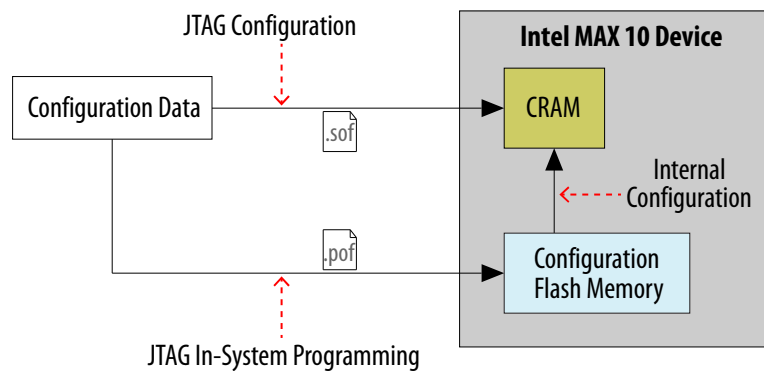 JTAG Configuration
Intel MAX 10 Device
Configuration Data
CRAM
.sof
Internal
Configuration
.pof
Configuration
Flash Memory
JTAG In-System Programming